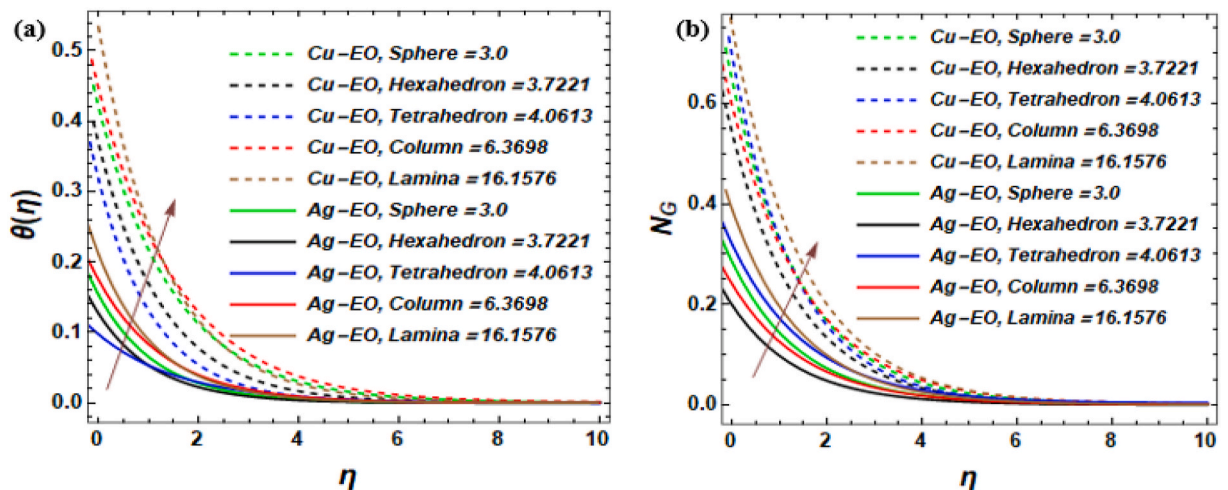 (a)
θ(η)
0.5
0.4
0.3
0.2
0.1
0.0
Cu-EO, Sphere = 3.0
Cu-EO, Hexahedron = 3.7221
Cu-EO, Tetrahedron = 4.0613
Cu-EO, Column = 6.3698
Cu-EO, Lamina = 16.1576
Ag-EO, Sphere = 3.0
Ag-EO, Hexahedron = 3.7221
Ag-EO, Tetrahedron = 4.0613
Ag-EO, Column = 6.3698
Ag-EO, Lamina = 16.1576
0 2 4 6 8 10
η
(b)
N_G
0.6
0.4
0.2
0.0
Cu-EO, Sphere = 3.0
Cu-EO, Hexahedron = 3.7221
Cu-EO, Tetrahedron = 4.0613
Cu-EO, Column = 6.3698
Cu-EO, Lamina = 16.1576
Ag-EO, Sphere = 3.0
Ag-EO, Hexahedron = 3.7221
Ag-EO, Tetrahedron = 4.0613
Ag-EO, Column = 6.3698
Ag-EO, Lamina = 16.1576
0 2 4 6 8 10
η